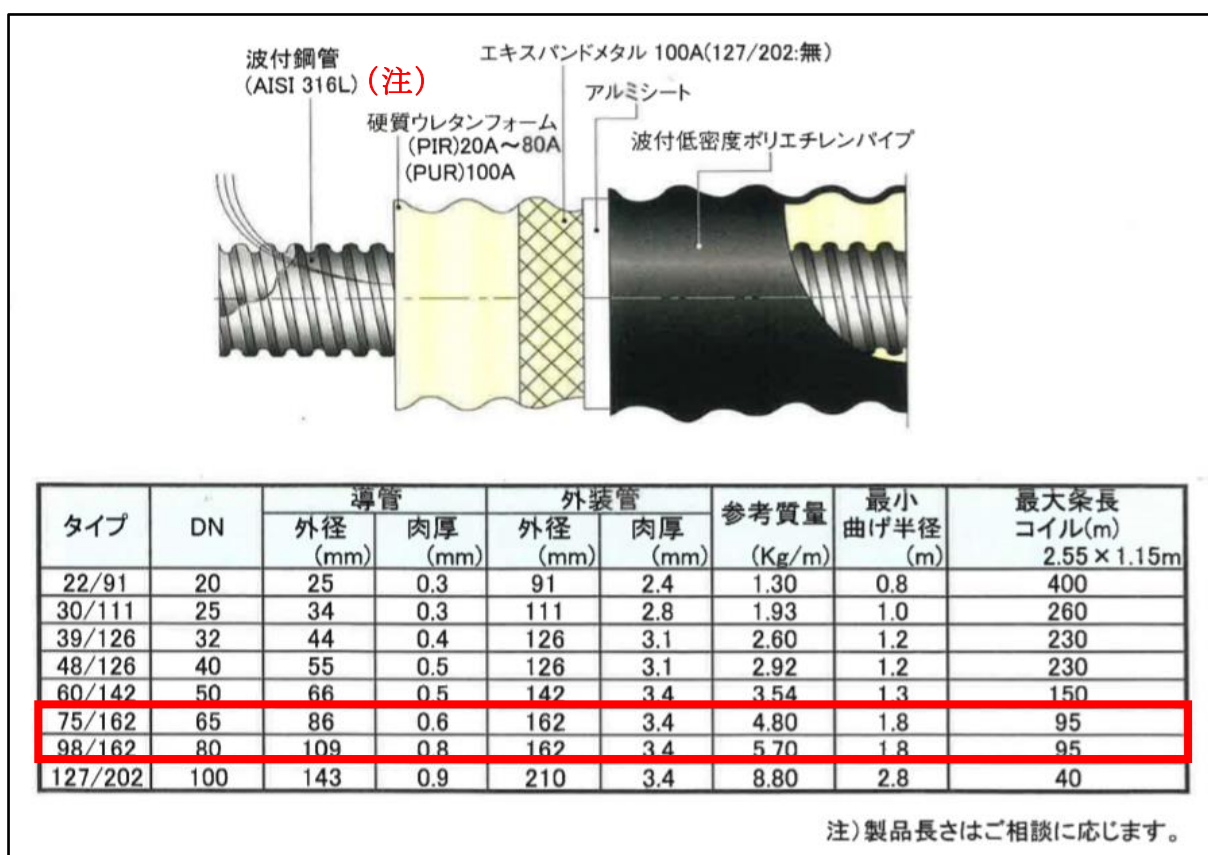 波付鋼管
(AISI 316L)(注)
エキスパンドメタル 100A(127/202:無)
アルミシート
硬質ウレタンフォーム
(PIR)20A～80A
(PUR)100A
波付低密度ポリエチレンパイプ
タイプ DN 導管 外装管 参考質量 最小 最大条長
外径 肉厚 外径 肉厚 曲げ半径 コイル(m)
(mm) (mm) (mm) (mm) (Kg/m) (m) 2.55×1.15m
22/91 20 25 0.3 91 2.4 1.30 0.8 400
30/111 25 34 0.3 111 2.8 1.93 1.0 260
39/126 32 44 0.4 126 3.1 2.60 1.2 230
48/126 40 55 0.5 126 3.1 2.92 1.2 230
60/142 50 66 0.5 142 3.4 3.54 1.3 150
75/162 65 86 0.6 162 3.4 4.80 1.8 95
98/162 80 109 0.8 162 3.4 5.70 1.8 95
127/202 100 143 0.9 210 3.4 8.80 2.8 40
注)製品長さはご相談に応じます。